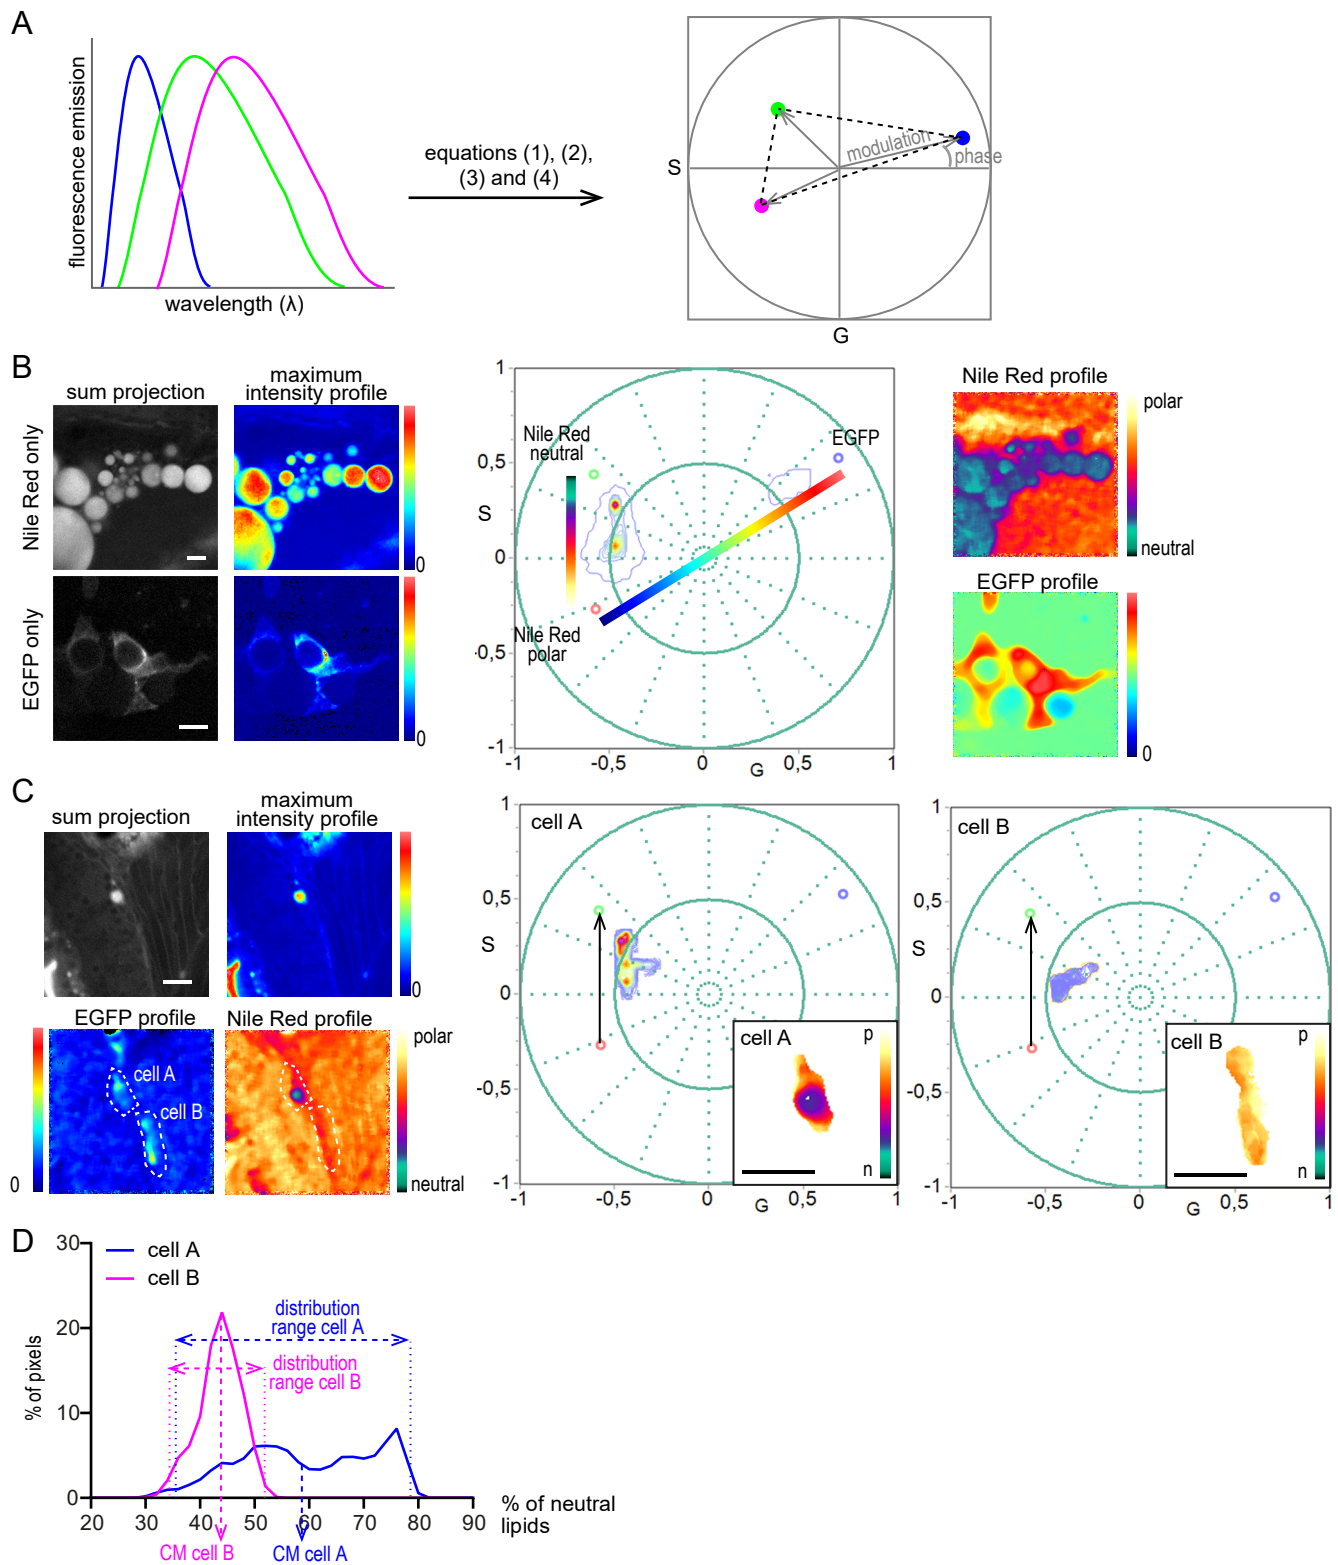 A
fluorescence emission
wavelength (λ)
equations (1), (2),
(3) and (4)
S
modulation
phase
G
B
sum projection
maximum
intensity profile
Nile Red only
0
EGFP only
0
1
0,5
S
0
-0,5
-1
-1
-0,5
0
G
0,5
1
Nile Red
neutral
EGFP
Nile Red
polar
Nile Red profile
polar
neutral
EGFP profile
0
C
sum projection
maximum
intensity profile
0
EGFP profile
Nile Red profile
cell A
cell B
0
polar
neutral
cell A
1
0,5
S
0
-0,5
-1
-1
-0,5
0
G
0,5
1
cell A
p
n
cell B
1
0,5
S
0
-0,5
-1
-1
-0,5
0
G
0,5
1
cell B
p
n
D
30
20
10
0
% of pixels
cell A
cell B
distribution
range cell A
distribution
range cell B
20
30
40
50
60
70
80
90
% of neutral
lipids
CM cell B
CM cell A